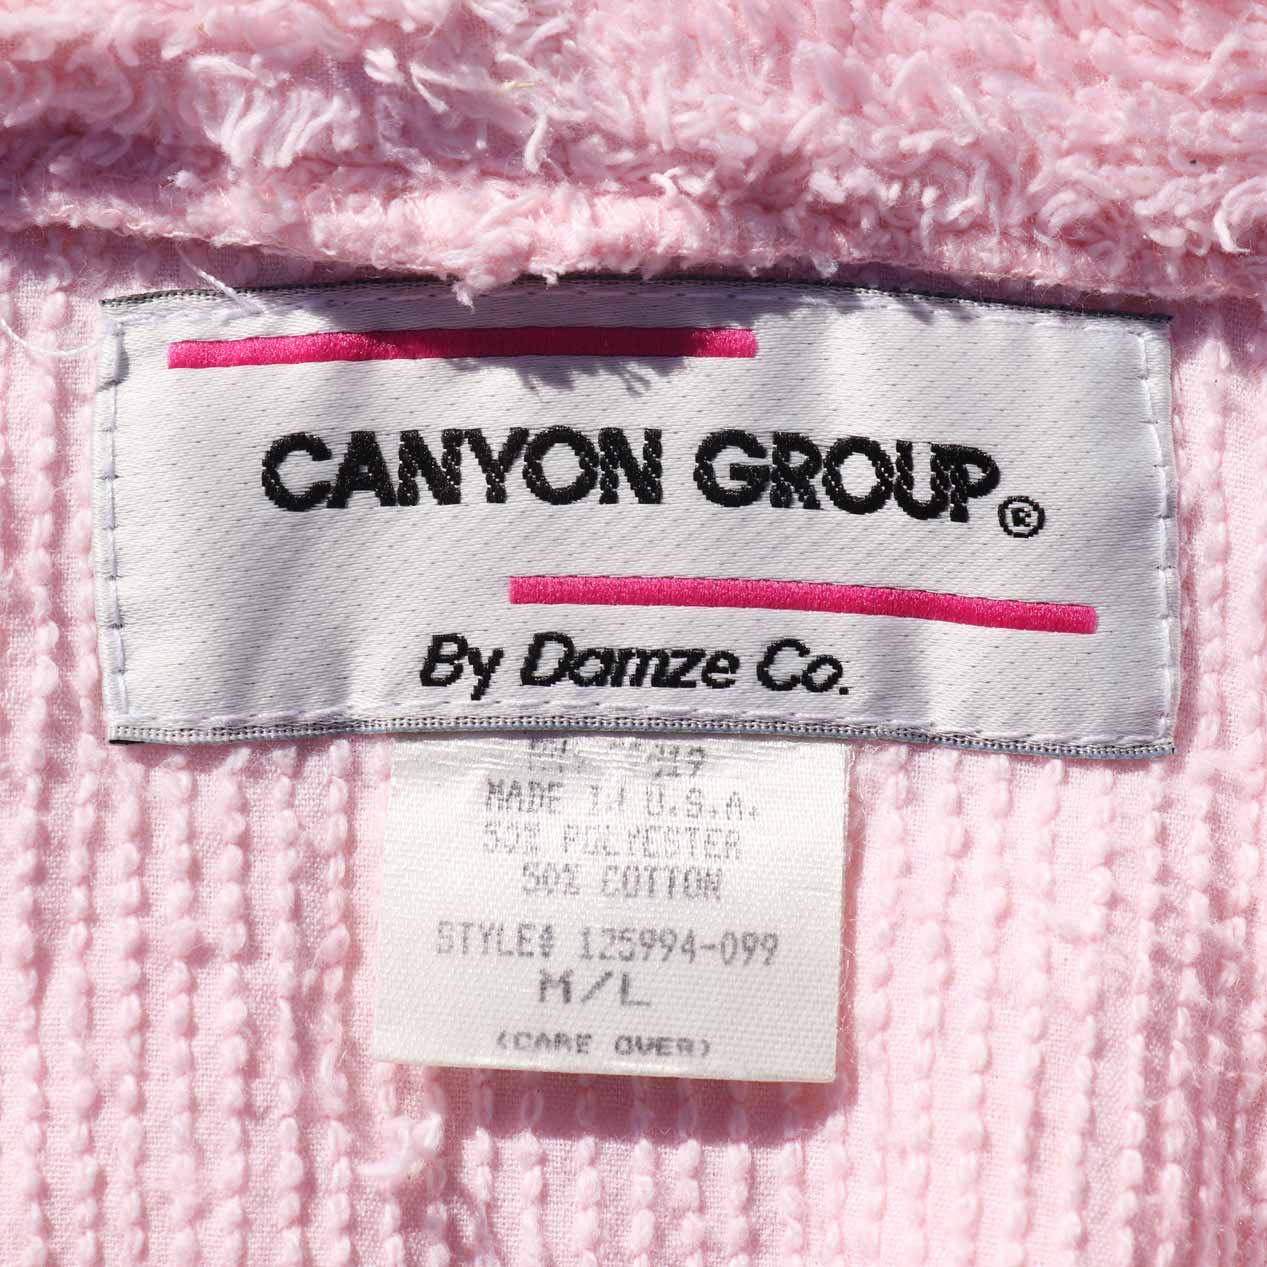 CANYON GROUP®
By Damze Co.
MADE IN U.S.A.
50% POLYESTER
50% COTTON
STYLE# 125994-099
M/L
(CARE OVER)